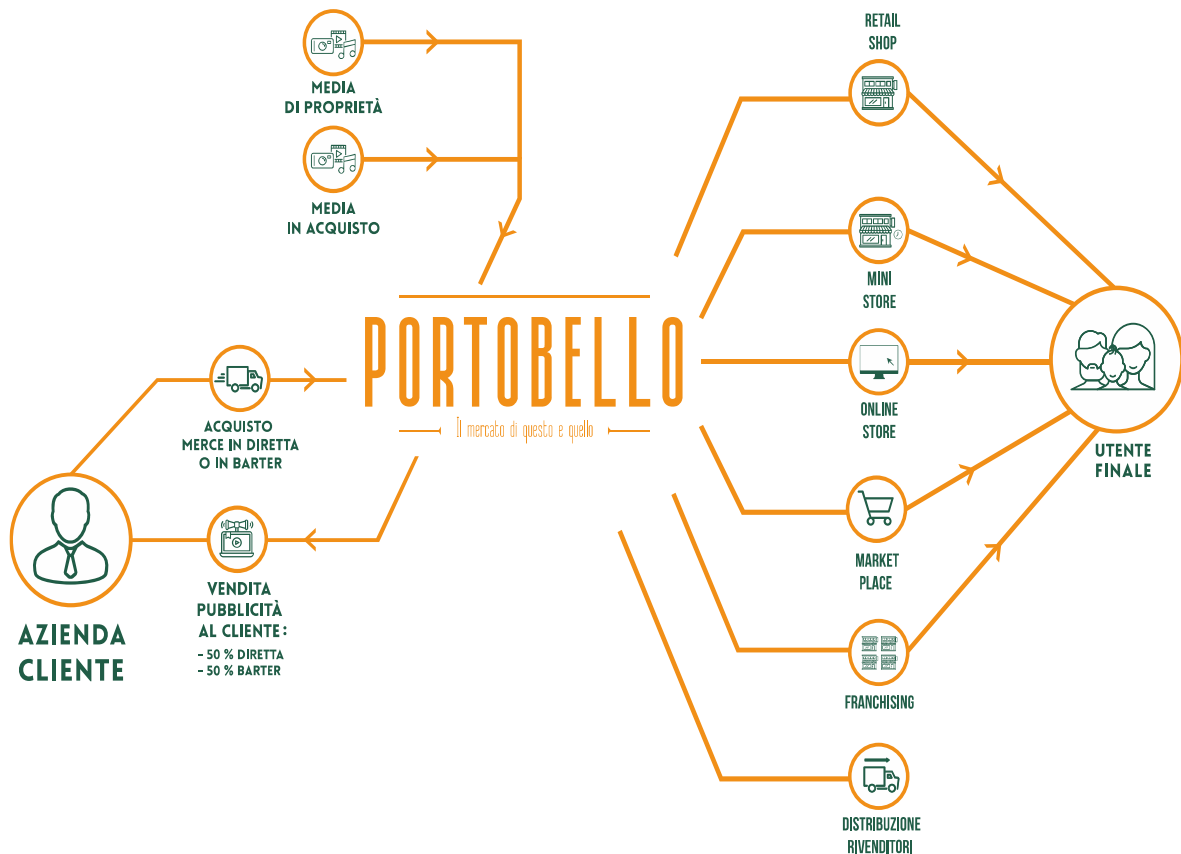 MEDIA
DI PROPRIETÀ
MEDIA
IN ACQUISTO
PORTOBELLO
Il mercato di questo e quello
ACQUISTO
MERCE IN DIRETTA
O IN BARTER
AZIENDA
CLIENTE
VENDITA
PUBBLICITÀ
AL CLIENTE:
- 50 % DIRETTA
- 50 % BARTER
RETAIL
SHOP
MINI
STORE
ONLINE
STORE
MARKET
PLACE
FRANCHISING
DISTRIBUZIONE
RIVENDITORI
UTENTE
FINALE